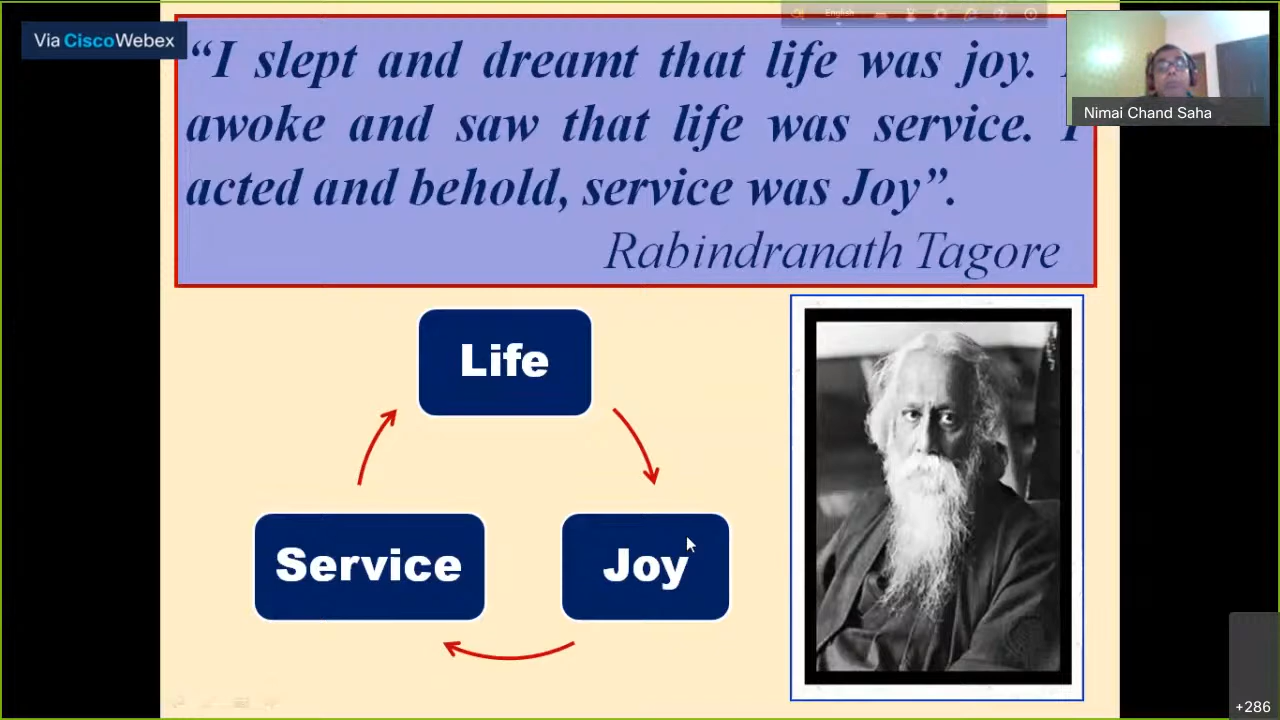 Via CiscoWebex
English
“I slept and dreamt that life was joy. I
awoke and saw that life was service. I
acted and behold, service was Joy”.
Rabindranath Tagore
Nimai Chand Saha
Life
Service
Joy
+286